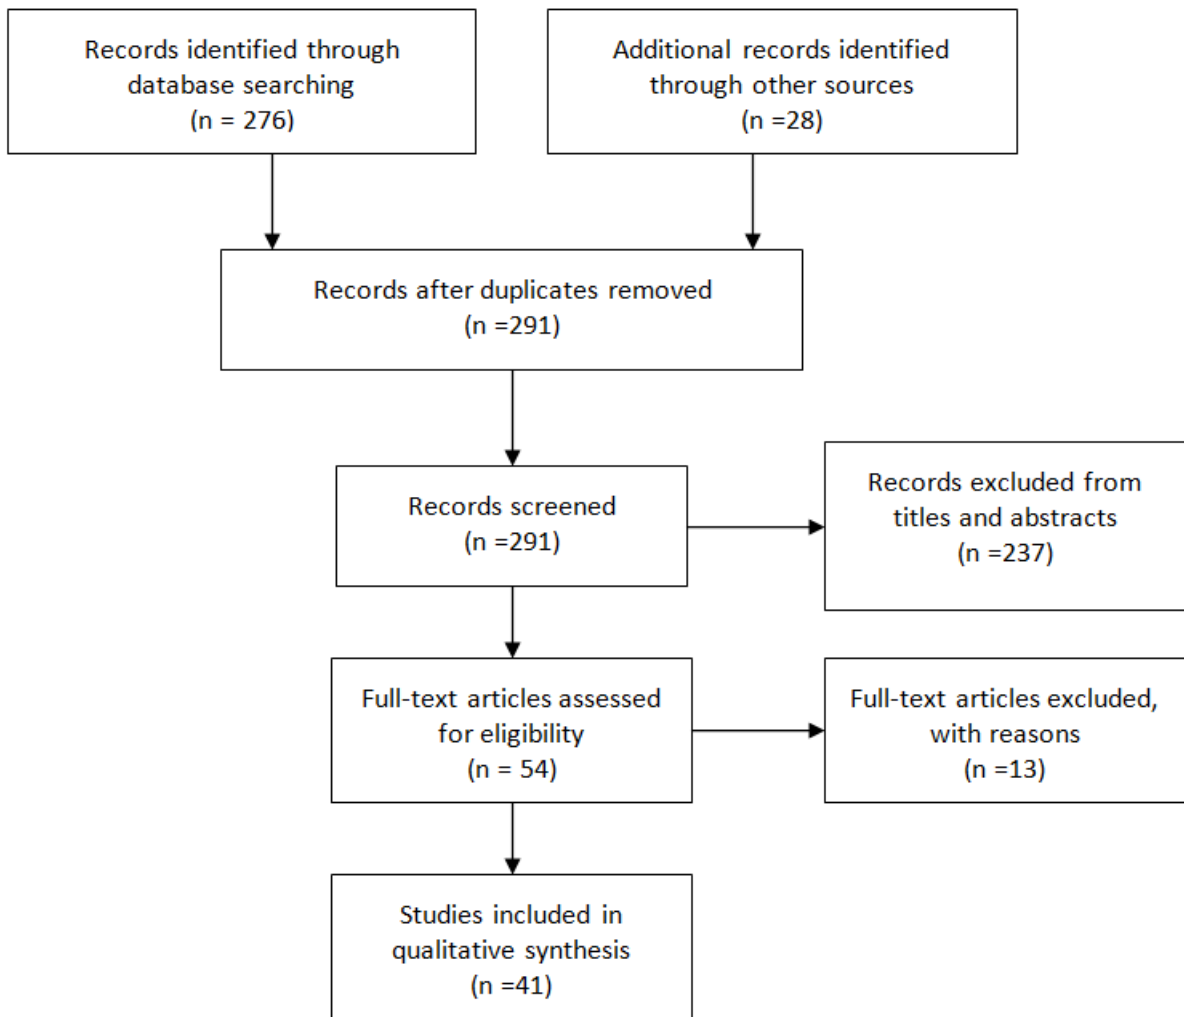 Records identified through
database searching
(n = 276)
Additional records identified
through other sources
(n =28)
Records after duplicates removed
(n =291)
Records screened
(n =291)
Records excluded from
titles and abstracts
(n =237)
Full-text articles assessed
for eligibility
(n = 54)
Full-text articles excluded,
with reasons
(n =13)
Studies included in
qualitative synthesis
(n =41)